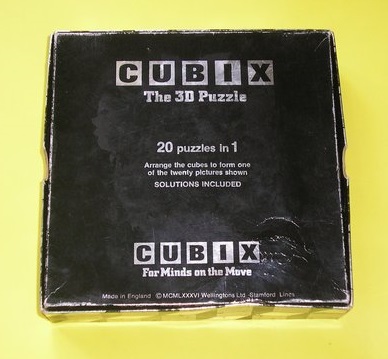 CUBIX
The 3D Puzzle
20 puzzles in 1
Arrange the cubes to form one
of the twenty pictures shown
SOLUTIONS INCLUDED
CUBIX
For Minds on the Move
Made in England © MCMLXXXVI Wellingtons Ltd Stamford Lincs